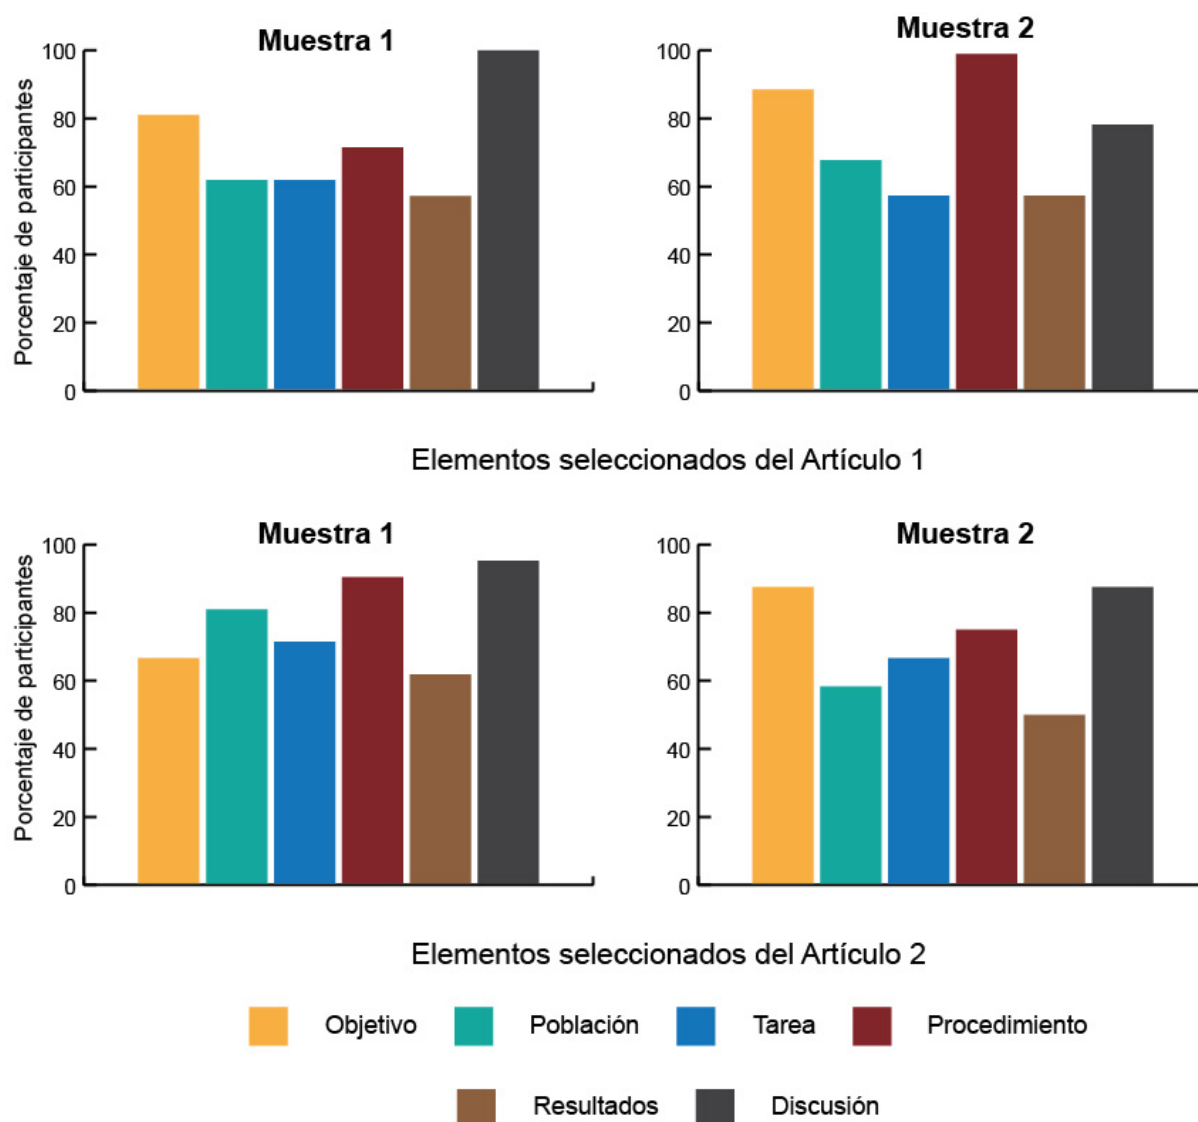 Muestra 1
Muestra 2
Porcentaje de participantes
100
80
60
40
20
0
100
80
60
40
20
0
Elementos seleccionados del Artículo 1
Muestra 1
Muestra 2
Porcentaje de participantes
100
80
60
40
20
0
100
80
60
40
20
0
Elementos seleccionados del Artículo 2
Objetivo Población Tarea Procedimiento
Resultados Discusión